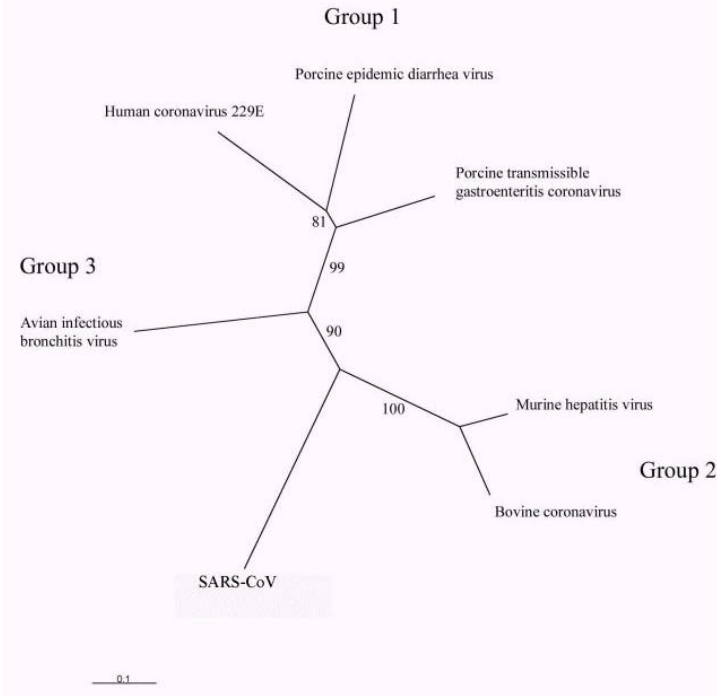 Group 1
Porcine epidemic diarrhea virus
Human coronavirus 229E
Porcine transmissible
gastroenteritis coronavirus
81
99
Group 3
Avian infectious
bronchitis virus
90
100
Murine hepatitis virus
Group 2
Bovine coronavirus
SARS-CoV
0.1